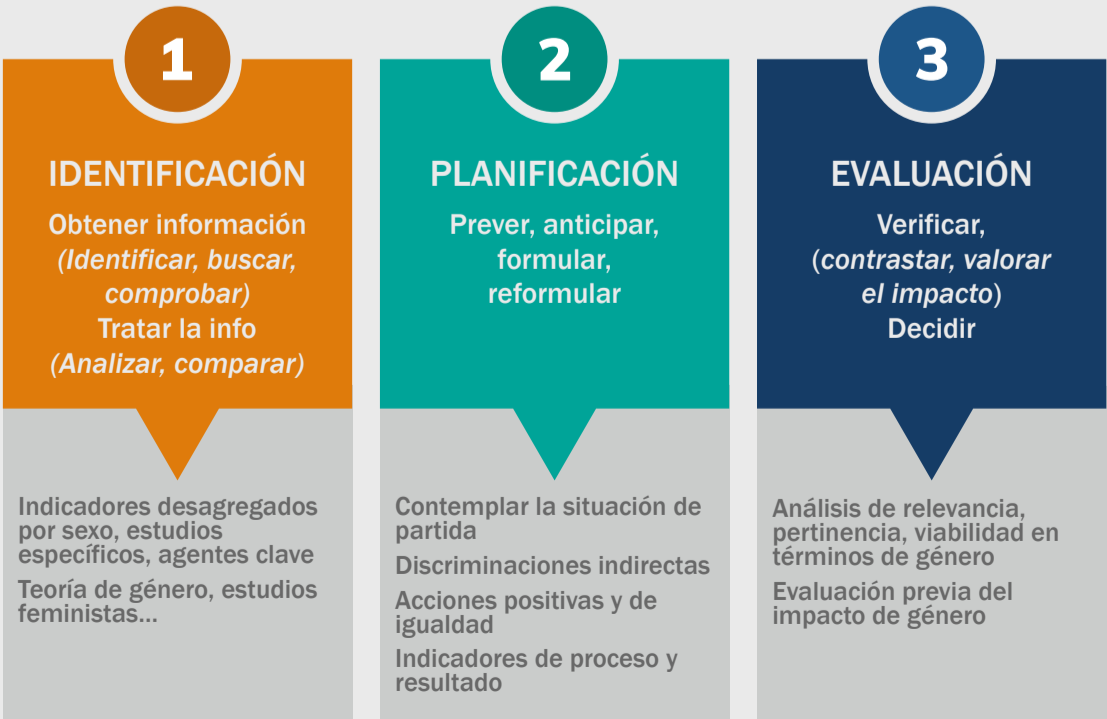 1
IDENTIFICACIÓN
Obtener información
(Identificar, buscar,
comprobar)
Tratar la info
(Analizar, comparar)
Indicadores desagregados
por sexo, estudios
específicos, agentes clave
Teoría de género, estudios
feministas...
2
PLANIFICACIÓN
Prever, anticipar,
formular,
reformular
Contemplar la situación de
partida
Discriminaciones indirectas
Acciones positivas y de
igualdad
Indicadores de proceso y
resultado
3
EVALUACIÓN
Verificar,
(contrastar, valorar
el impacto)
Decidir
Análisis de relevancia,
pertinencia, viabilidad en
términos de género
Evaluación previa del
impacto de género